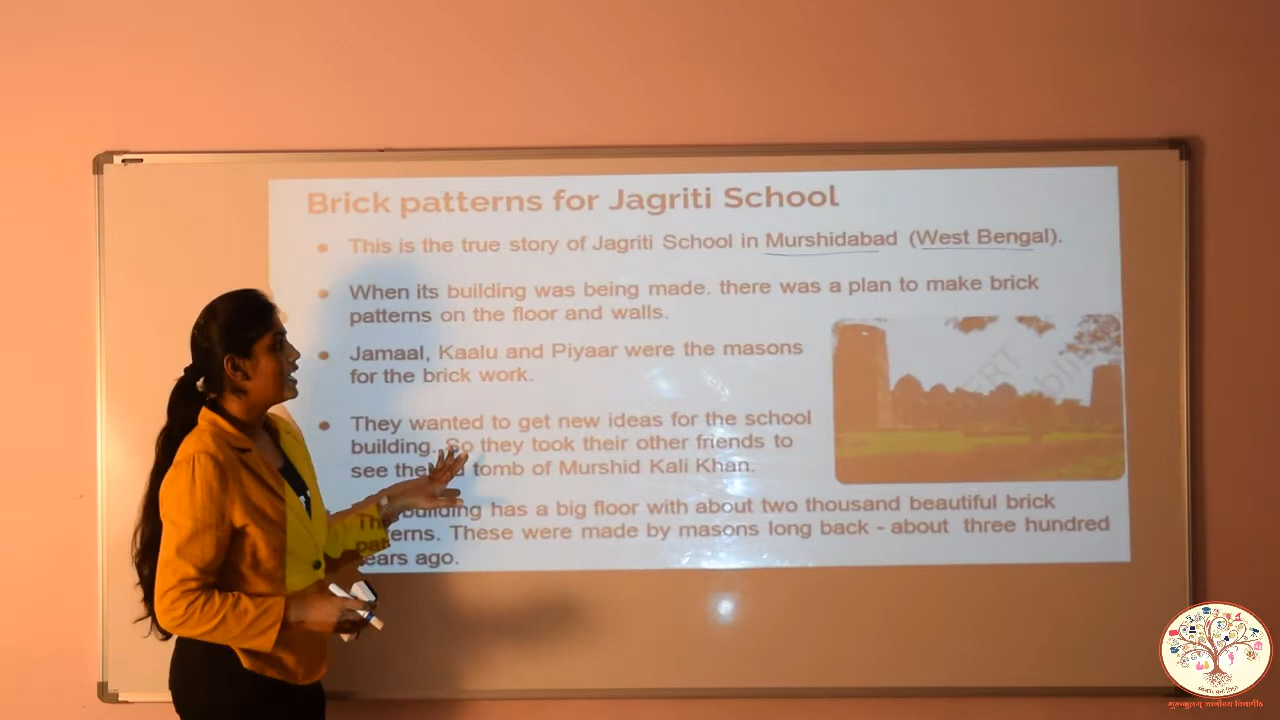 Brick patterns for Jagriti School
This is the true story of Jagriti School in Murshidabad (West Bengal).
When its building was being made. there was a plan to make brick
patterns on the floor and walls.
Jamaal, Kaalu and Piyaar were the masons
for the brick work.
They wanted to get new ideas for the school
building. So they took their other friends to
see the tomb of Murshid Kali Khan.
building has a big floor with about two thousand beautiful brick
These were made by masons long back - about three hundred
ears ago.